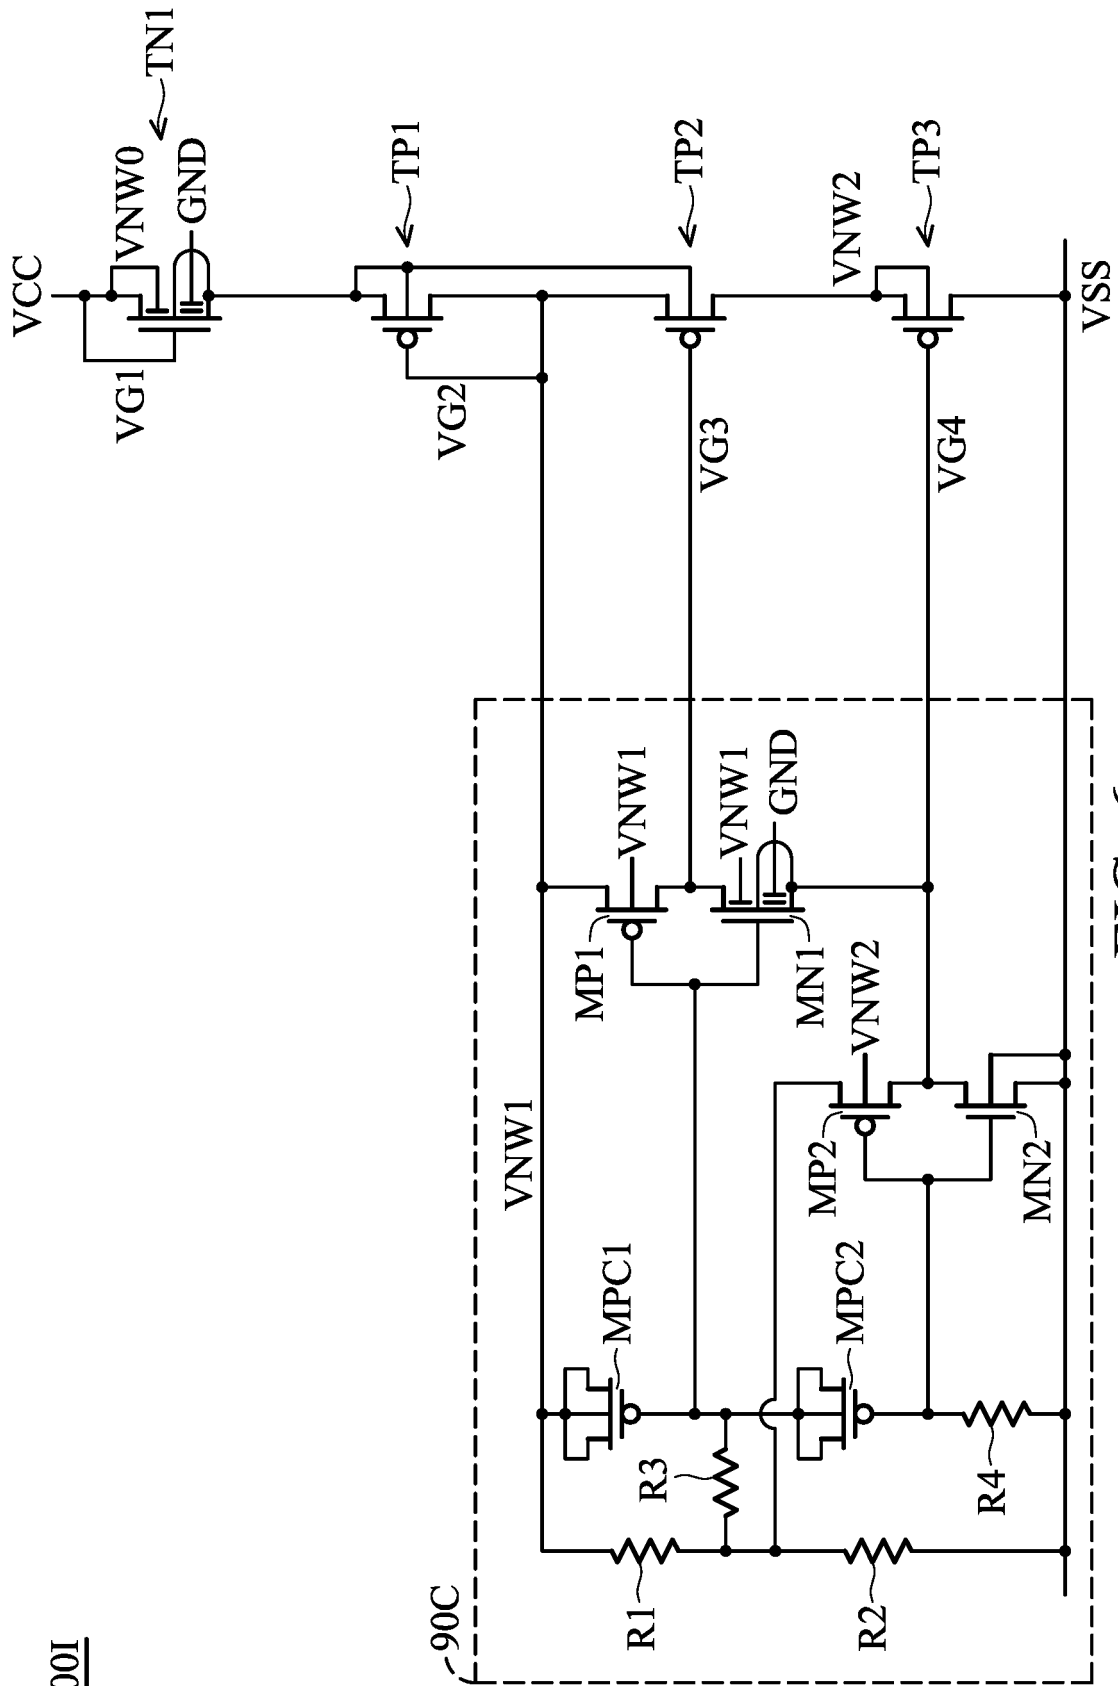 VCC
VG1
VNW0
TN1
GND
TP1
VG2
TP2
VG3
VNW2
TP3
VG4
VSS
90C
VNW1
R1
R2
R3
R4
MPC1
MPC2
MP1
VNW1
MN1
VNW1
GND
MP2
VNW2
MN2